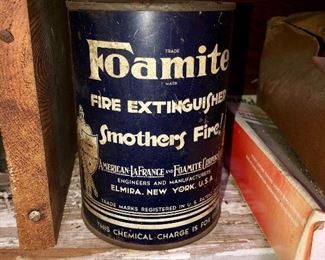 Foamite
TRADE
MARK
FIRE EXTINGUISHER
Smothers Fire!
AMERICAN-LAFRANCE AND FOAMITE
ENGINEERS AND MANUFACTURERS
ELMIRA, NEW YORK, U.S.A.
TRADE MARKS REGISTERED IN U.S.
THIS CHEMICAL CHARGE IS FOR